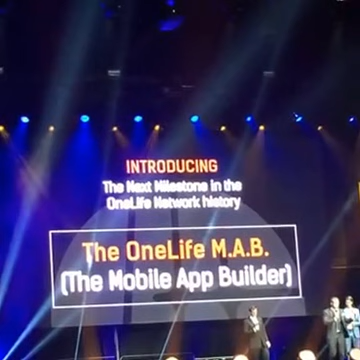 INTRODUCING
The Next Milestone in the
OneLife Network history
The OneLife M.A.B.
(The Mobile App Builder)